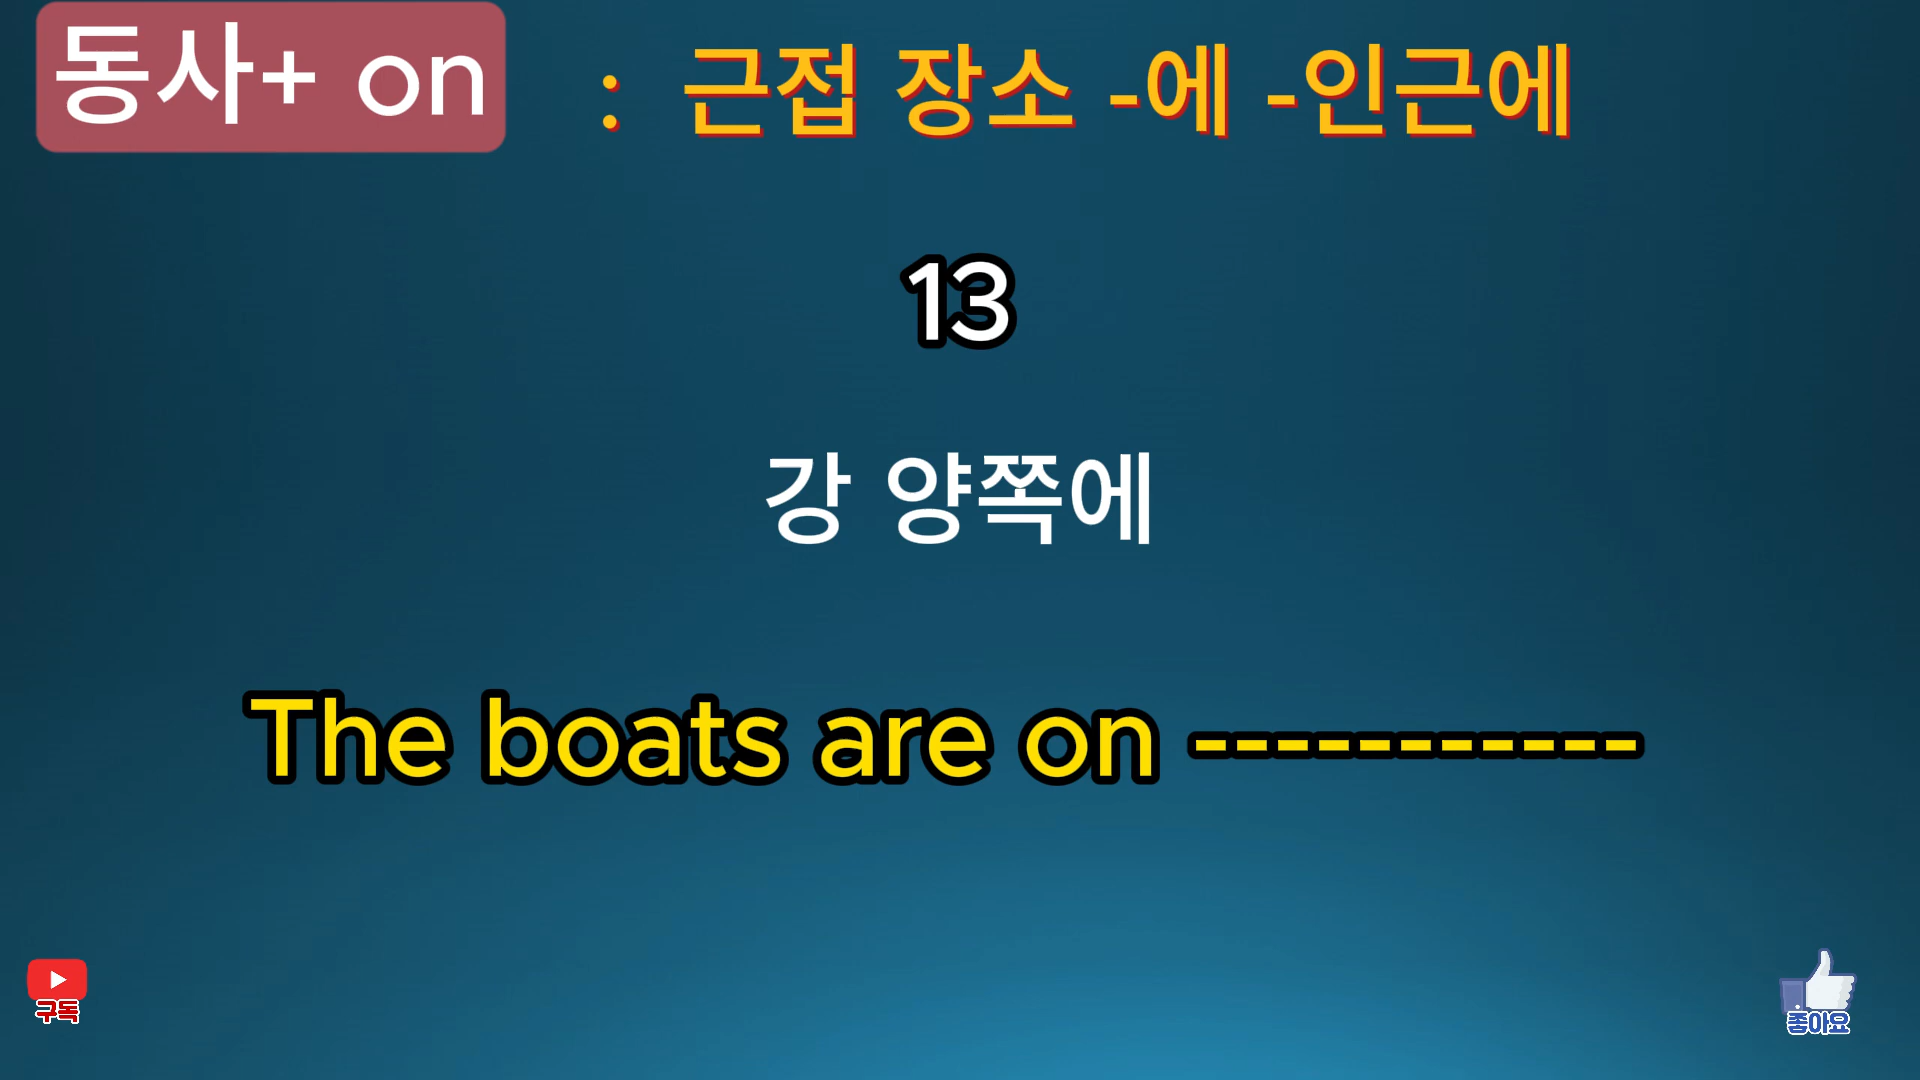 동사+ on : 근접 장소 -에 -인근에
13
강 양쪽에
The boats are on -----------
구독
좋아요